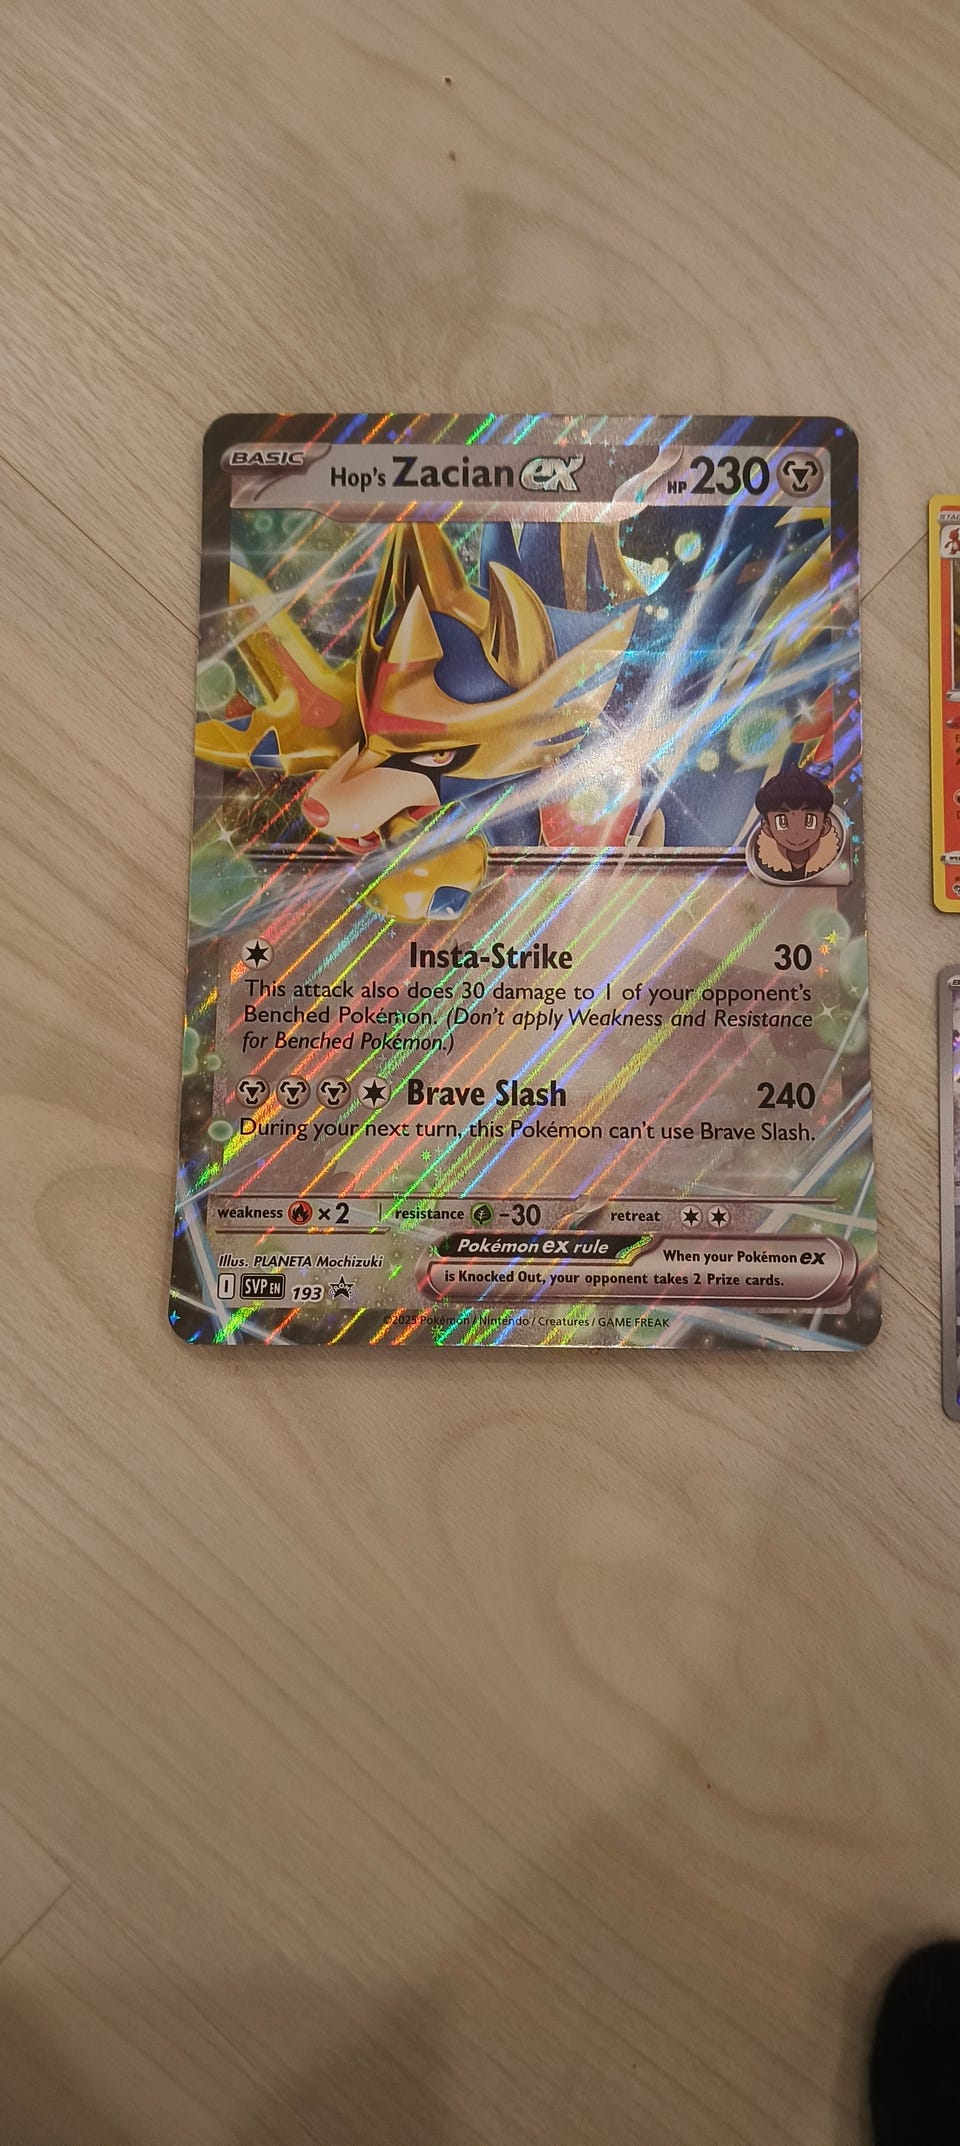 BASIC
Hop's Zacian ex HP 230
Insta-Strike 30
This attack also does 30 damage to 1 of your opponent's
Benched Pokémon. (Don't apply Weakness and Resistance
for Benched Pokémon.)
Brave Slash 240
During your next turn, this Pokémon can't use Brave Slash.
weakness ×2 resistance -30 retreat
Illus. PLANETA Mochizuki
Pokémon ex rule When your Pokémon ex
is Knocked Out, your opponent takes 2 Prize cards.
I SVP EN 193
©2025 Pokémon / Nintendo / Creatures / GAME FREAK